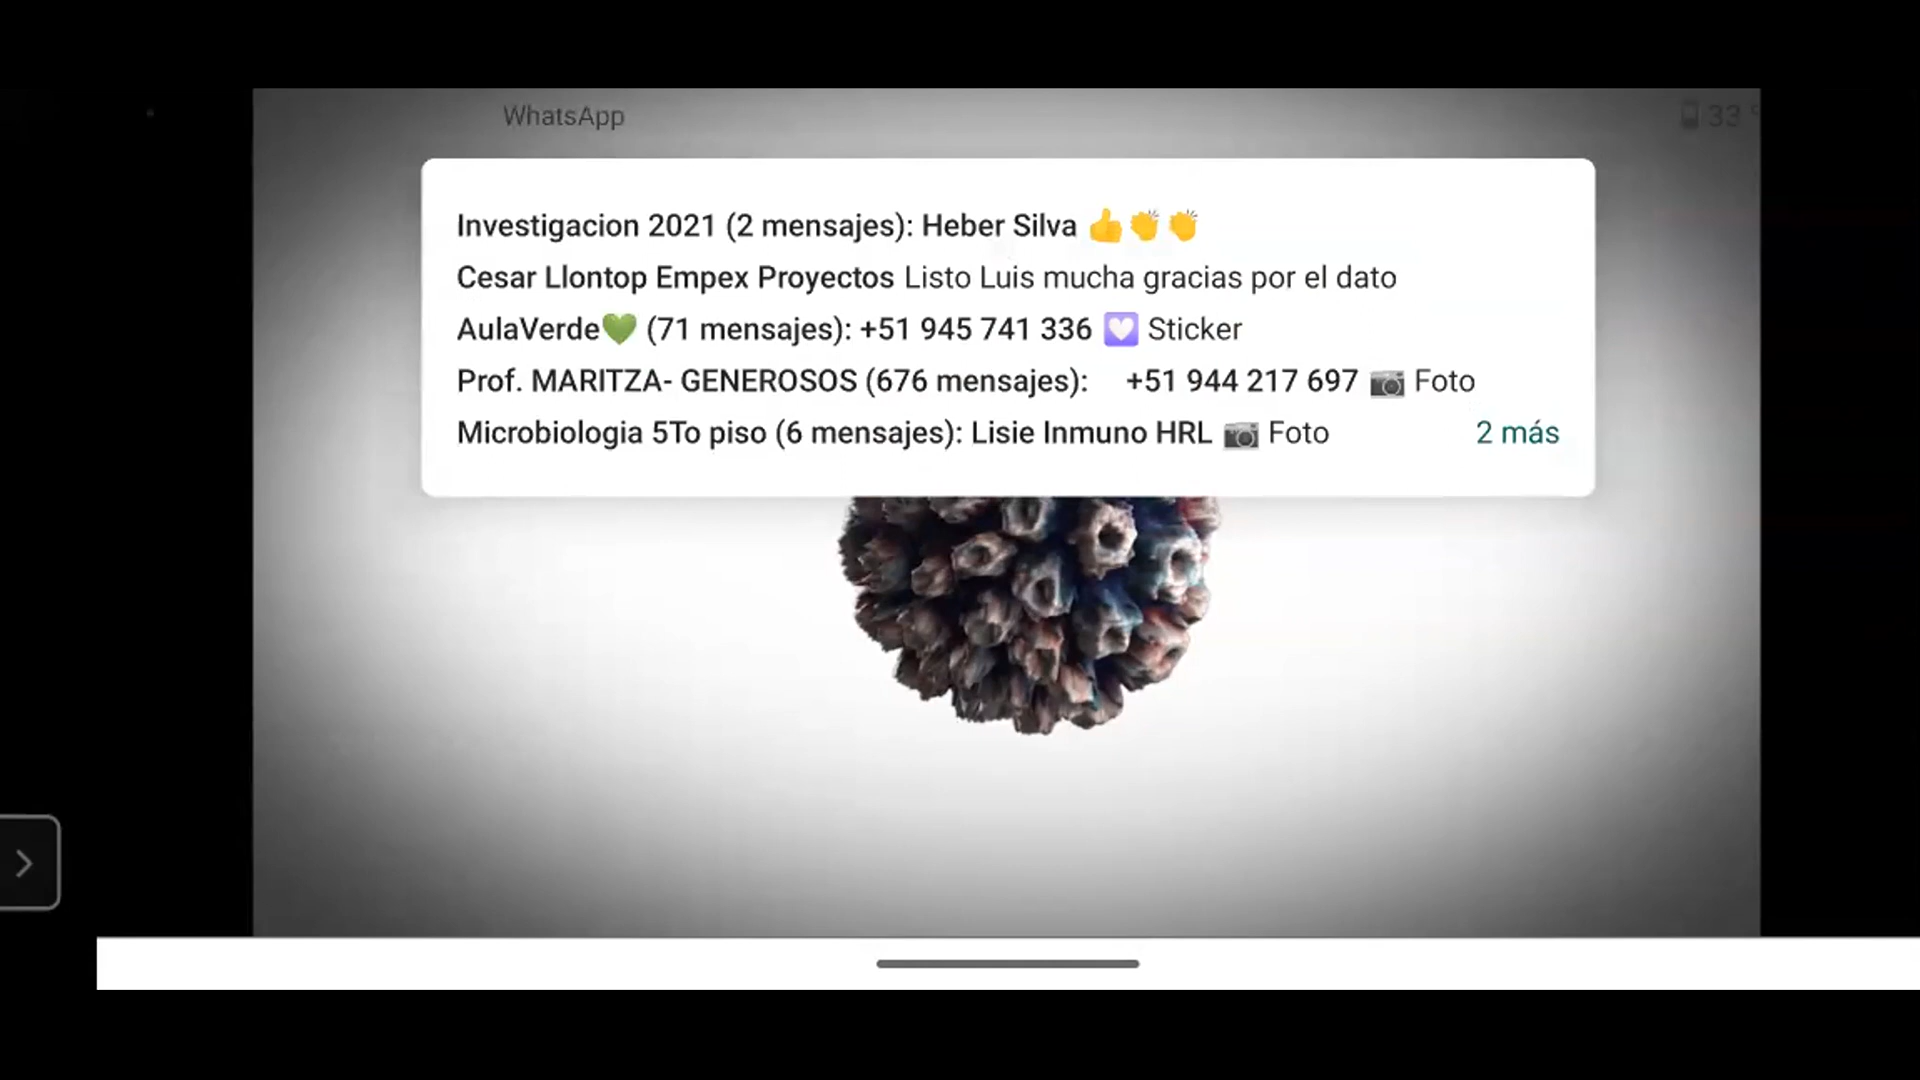 WhatsApp
33 °
Investigacion 2021 (2 mensajes): Heber Silva 👍👏👏
Cesar Llontop Empex Proyectos Listo Luis mucha gracias por el dato
AulaVerde💚 (71 mensajes): +51 945 741 336 💟 Sticker
Prof. MARITZA- GENEROSOS (676 mensajes): +51 944 217 697 📷 Foto
Microbiologia 5To piso (6 mensajes): Lisie Inmuno HRL 📷 Foto
2 más